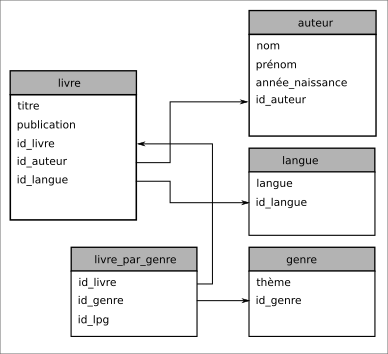 auteur
nom
prénom
année_naissance
id_auteur
livre
titre
publication
id_livre
id_auteur
id_langue
langue
langue
id_langue
livre_par_genre
id_livre
id_genre
id_lpg
genre
thème
id_genre